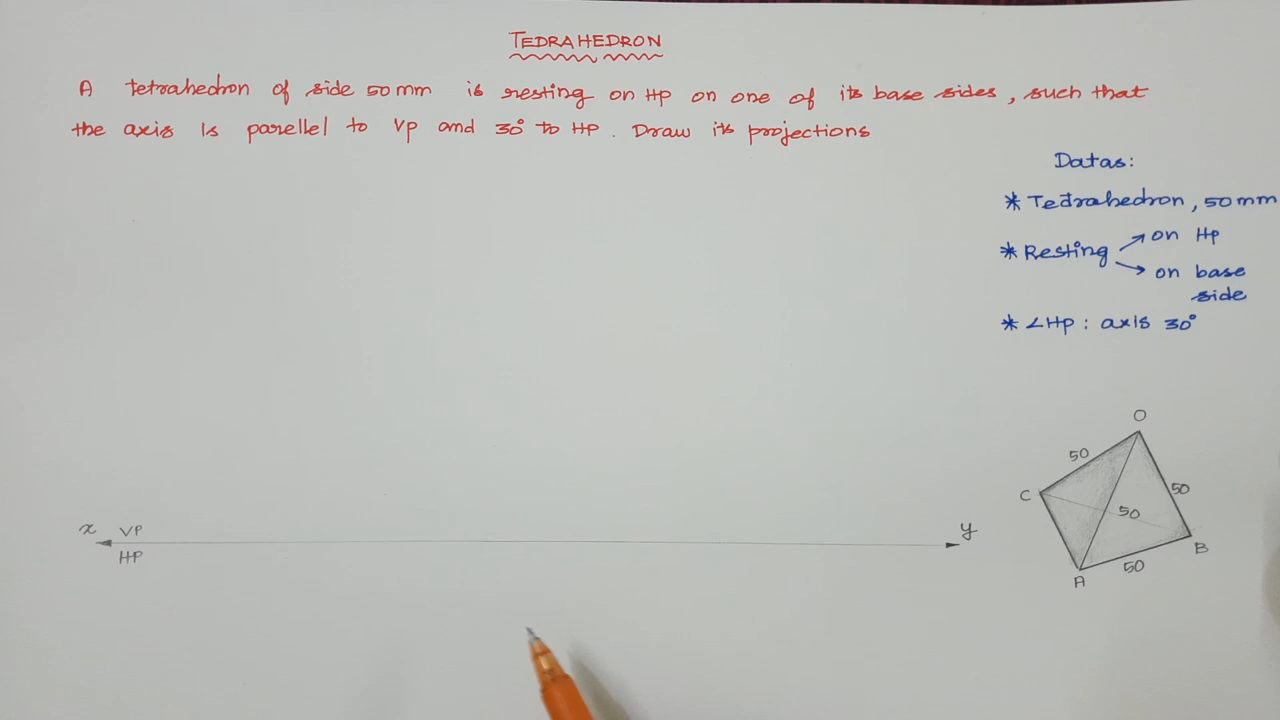 TEDRAHEDRON
A tetrahedron of side 50 mm is resting on HP on one of its base sides, such that
the axis is parellel to VP and 30° to HP. Draw its projections
Datas:
* Tedrahedron, 50mm
* Resting → on HP
→ on base
side
* ∠HP: axis 30°
O
50
C
50
50
B
50
A
x VP
HP
y